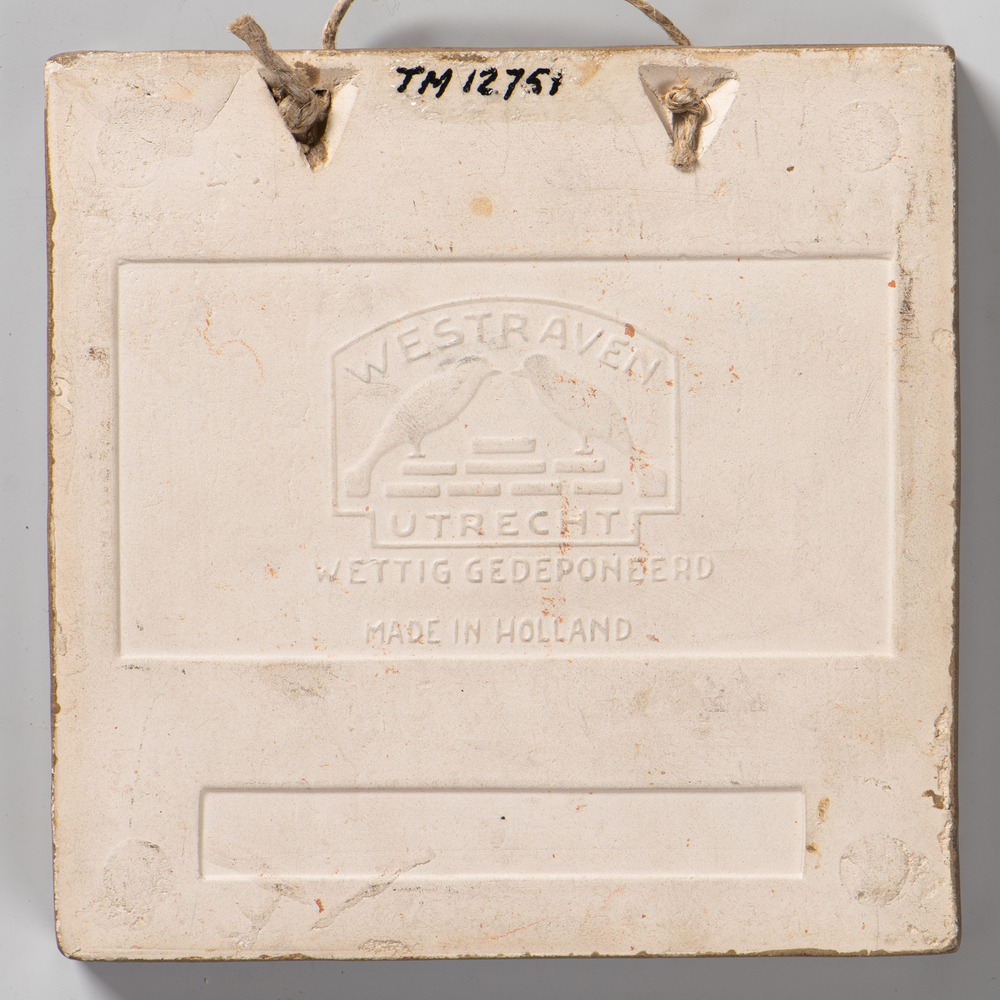 TM 12751
WESTRAVEN
UTRECHT
WETTIG GEDEPONEERD
MADE IN HOLLAND